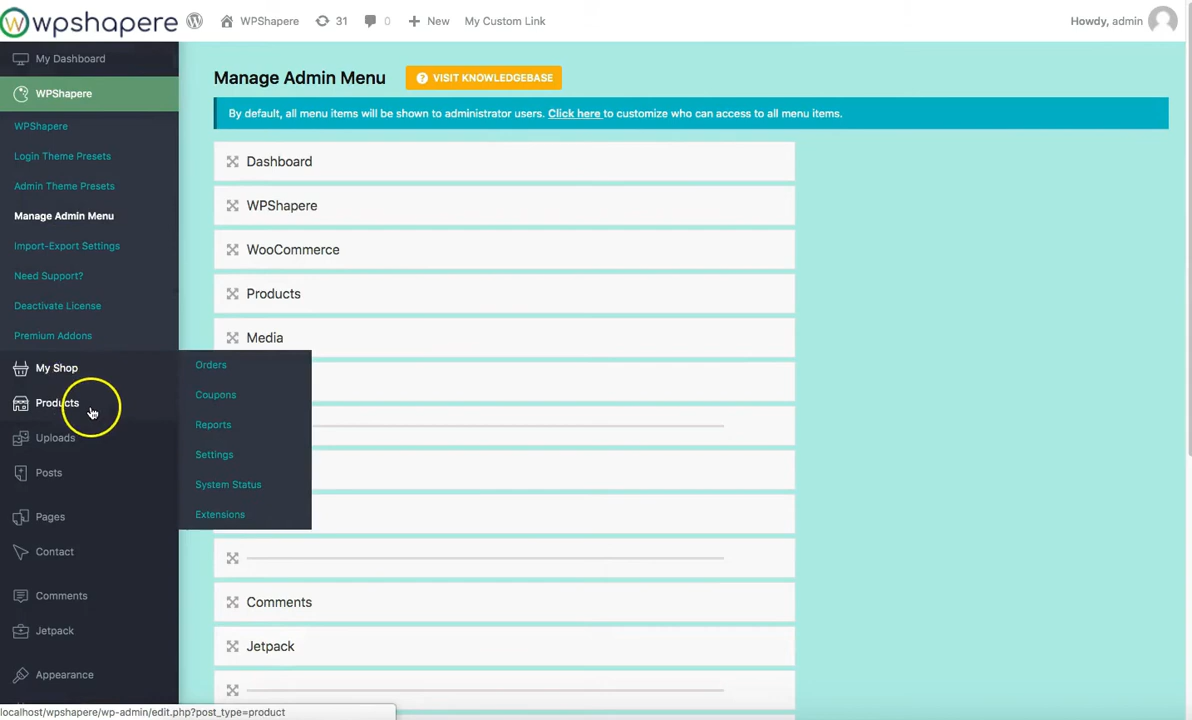 wpshapere
WPShapere
31
0
New
My Custom Link
Howdy, admin
My Dashboard
WPShapere
WPShapere
Login Theme Presets
Admin Theme Presets
Manage Admin Menu
Import-Export Settings
Need Support?
Deactivate License
Premium Addons
My Shop
Products
Uploads
Posts
Pages
Contact
Comments
Jetpack
Appearance
Orders
Coupons
Reports
Settings
System Status
Extensions
Manage Admin Menu
VISIT KNOWLEDGEBASE
By default, all menu items will be shown to administrator users. Click here to customize who can access to all menu items.
Dashboard
WPShapere
WooCommerce
Products
Media
Comments
Jetpack
localhost/wpshapere/wp-admin/edit.php?post_type=product